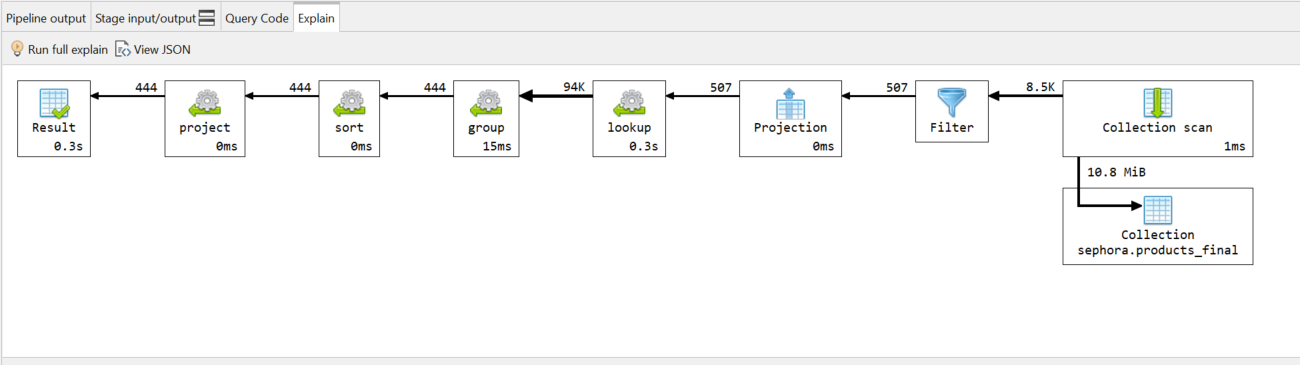 Pipeline output Stage input/output Query Code Explain
Run full explain View JSON
444 444 444 94K 507 507 8.5K
Result project sort group lookup Projection Filter Collection scan
0.3s 0ms 0ms 15ms 0.3s 0ms 1ms
10.8 MiB
Collection
sephora.products_final